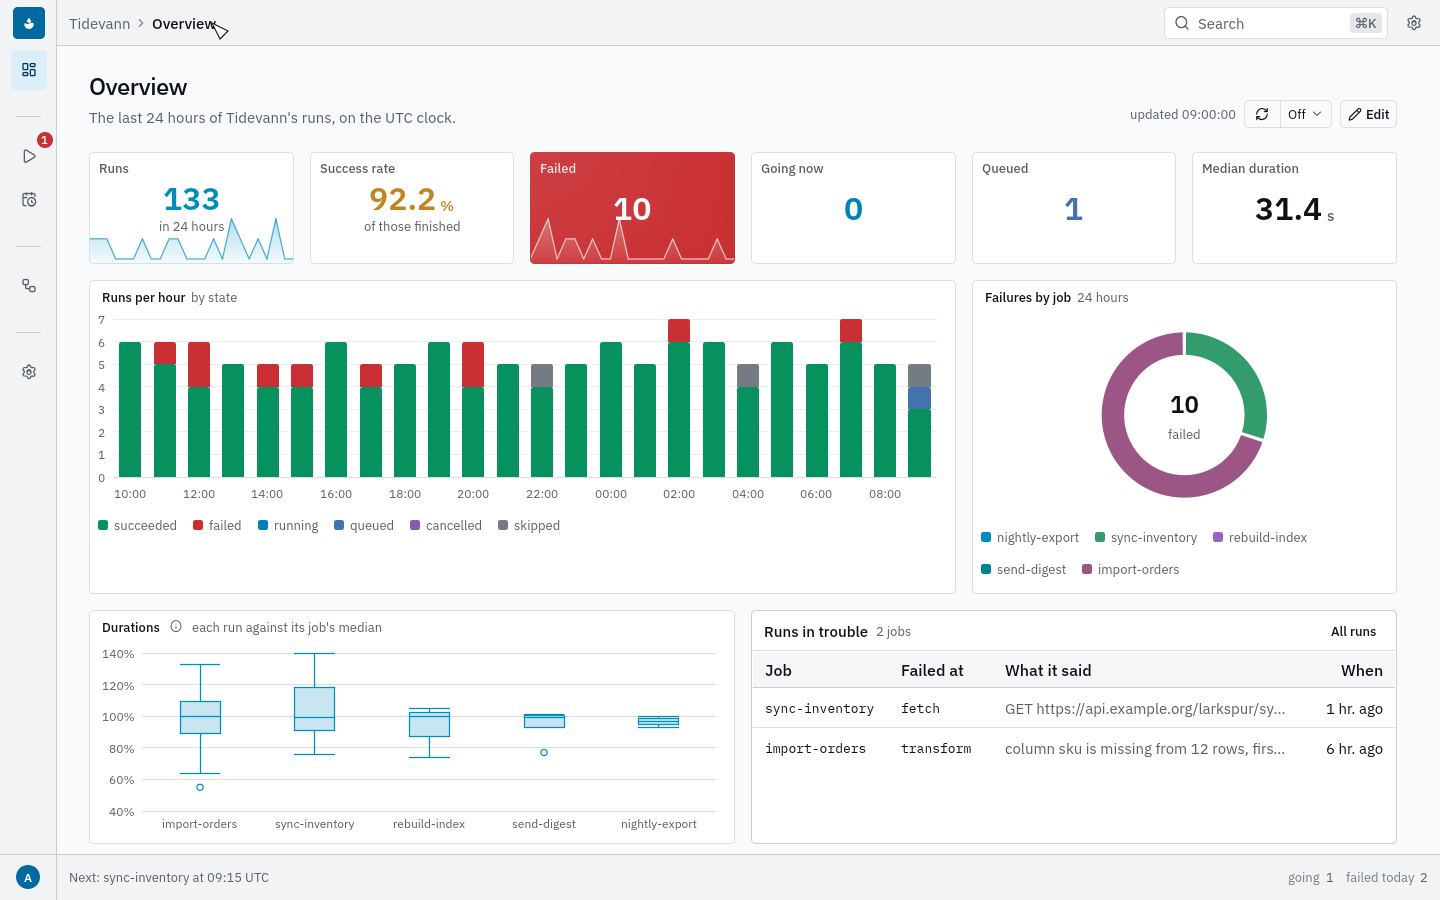 Tidevann > Overview
Search ⌘K
1
Overview
The last 24 hours of Tidevann's runs, on the UTC clock.
updated 09:00:00 Off Edit
Runs
133
in 24 hours
Success rate
92.2 %
of those finished
Failed
10
Going now
0
Queued
1
Median duration
31.4 s
Runs per hour by state
7
6
5
4
3
2
1
0
10:00 12:00 14:00 16:00 18:00 20:00 22:00 00:00 02:00 04:00 06:00 08:00
succeeded failed running queued cancelled skipped
Failures by job 24 hours
10
failed
nightly-export sync-inventory rebuild-index
send-digest import-orders
Durations each run against its job's median
140%
120%
100%
80%
60%
40%
import-orders sync-inventory rebuild-index send-digest nightly-export
Runs in trouble 2 jobs All runs
Job Failed at What it said When
sync-inventory fetch GET https://api.example.org/larkspur/sy... 1 hr. ago
import-orders transform column sku is missing from 12 rows, firs... 6 hr. ago
A
Next: sync-inventory at 09:15 UTC
going 1 failed today 2